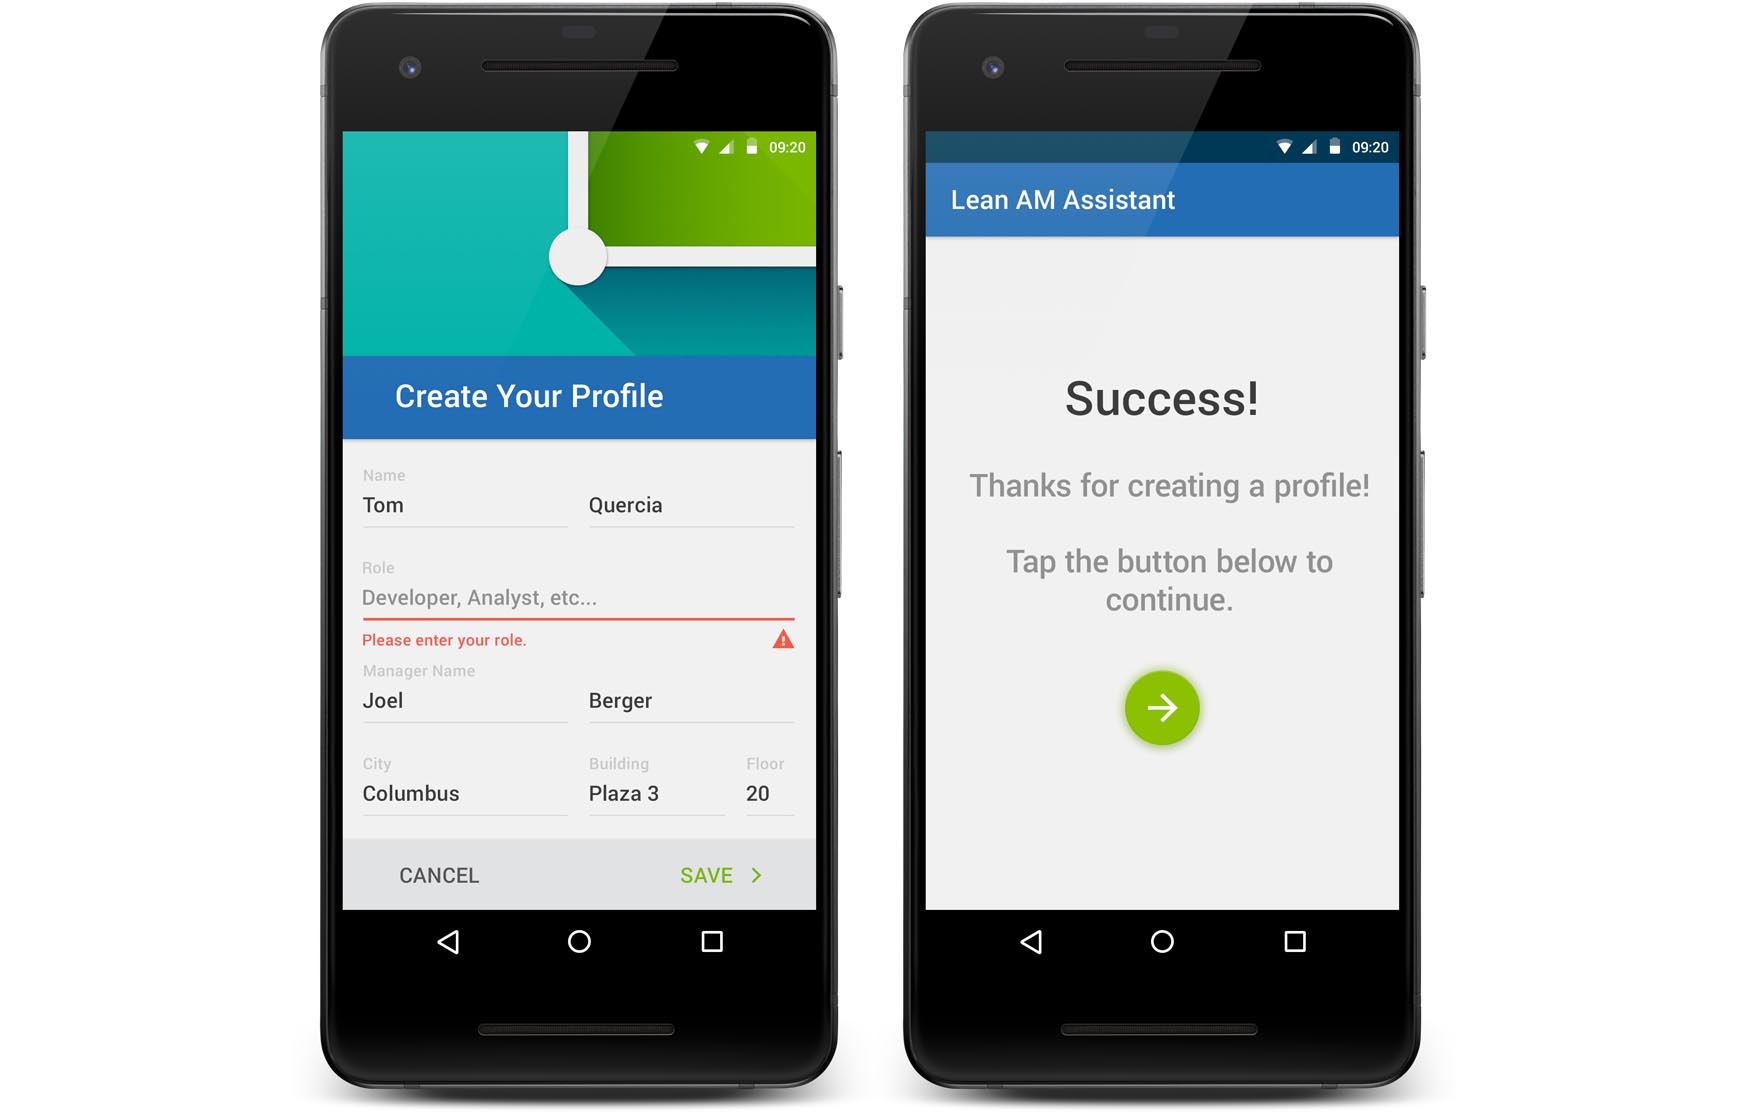 09:20
Create Your Profile
Name
Tom Quercia
Role
Developer, Analyst, etc...
Please enter your role.
Manager Name
Joel Berger
City Building Floor
Columbus Plaza 3 20
CANCEL SAVE
09:20
Lean AM Assistant
Success!
Thanks for creating a profile!
Tap the button below to
continue.